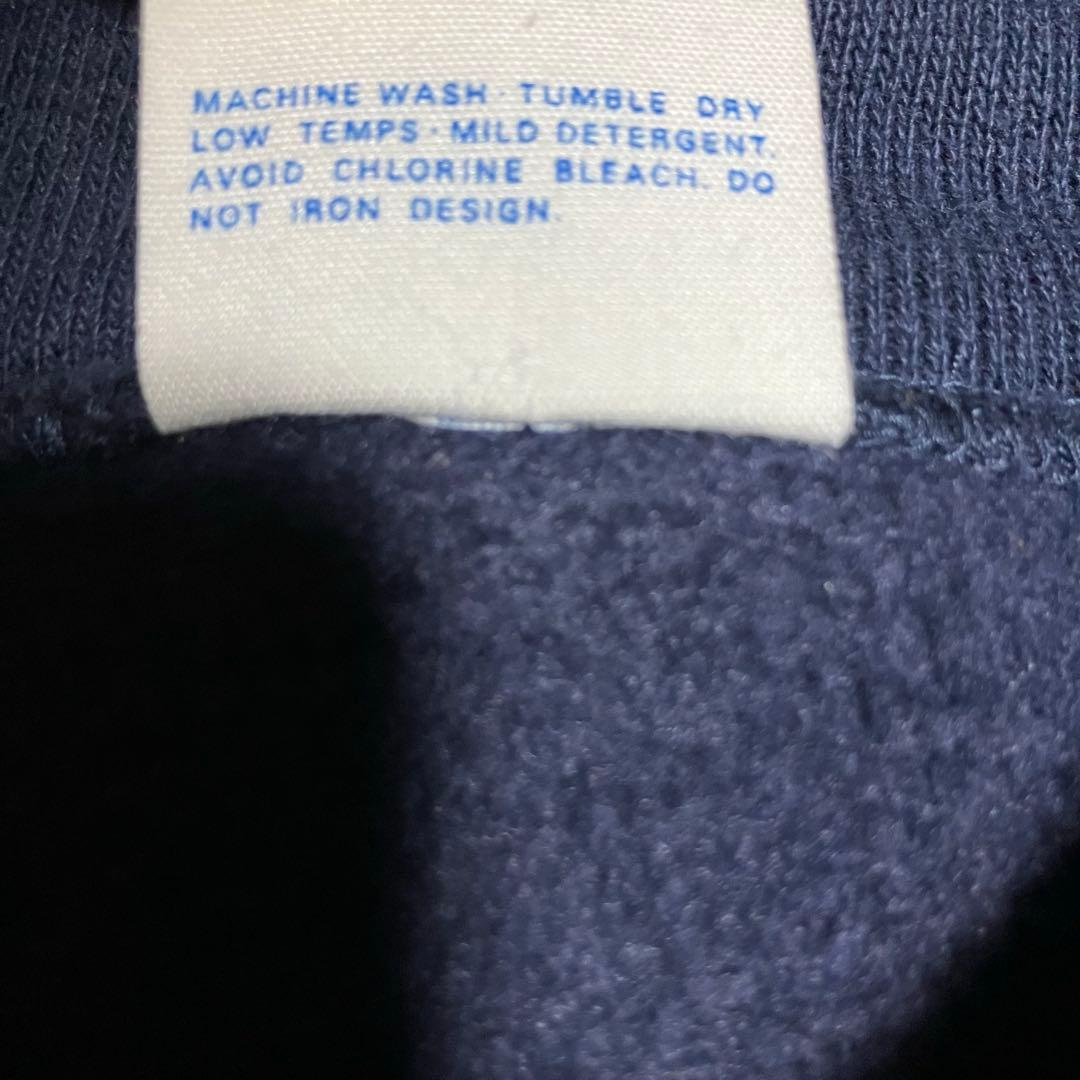 MACHINE WASH · TUMBLE DRY
LOW TEMPS · MILD DETERGENT.
AVOID CHLORINE BLEACH. DO
NOT IRON DESIGN.